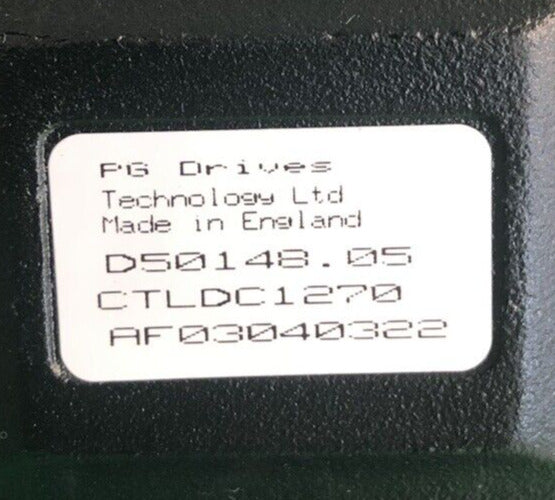 PG Drives
Technology Ltd
Made in England
D50148.05
CTLDC1270
AF03040322